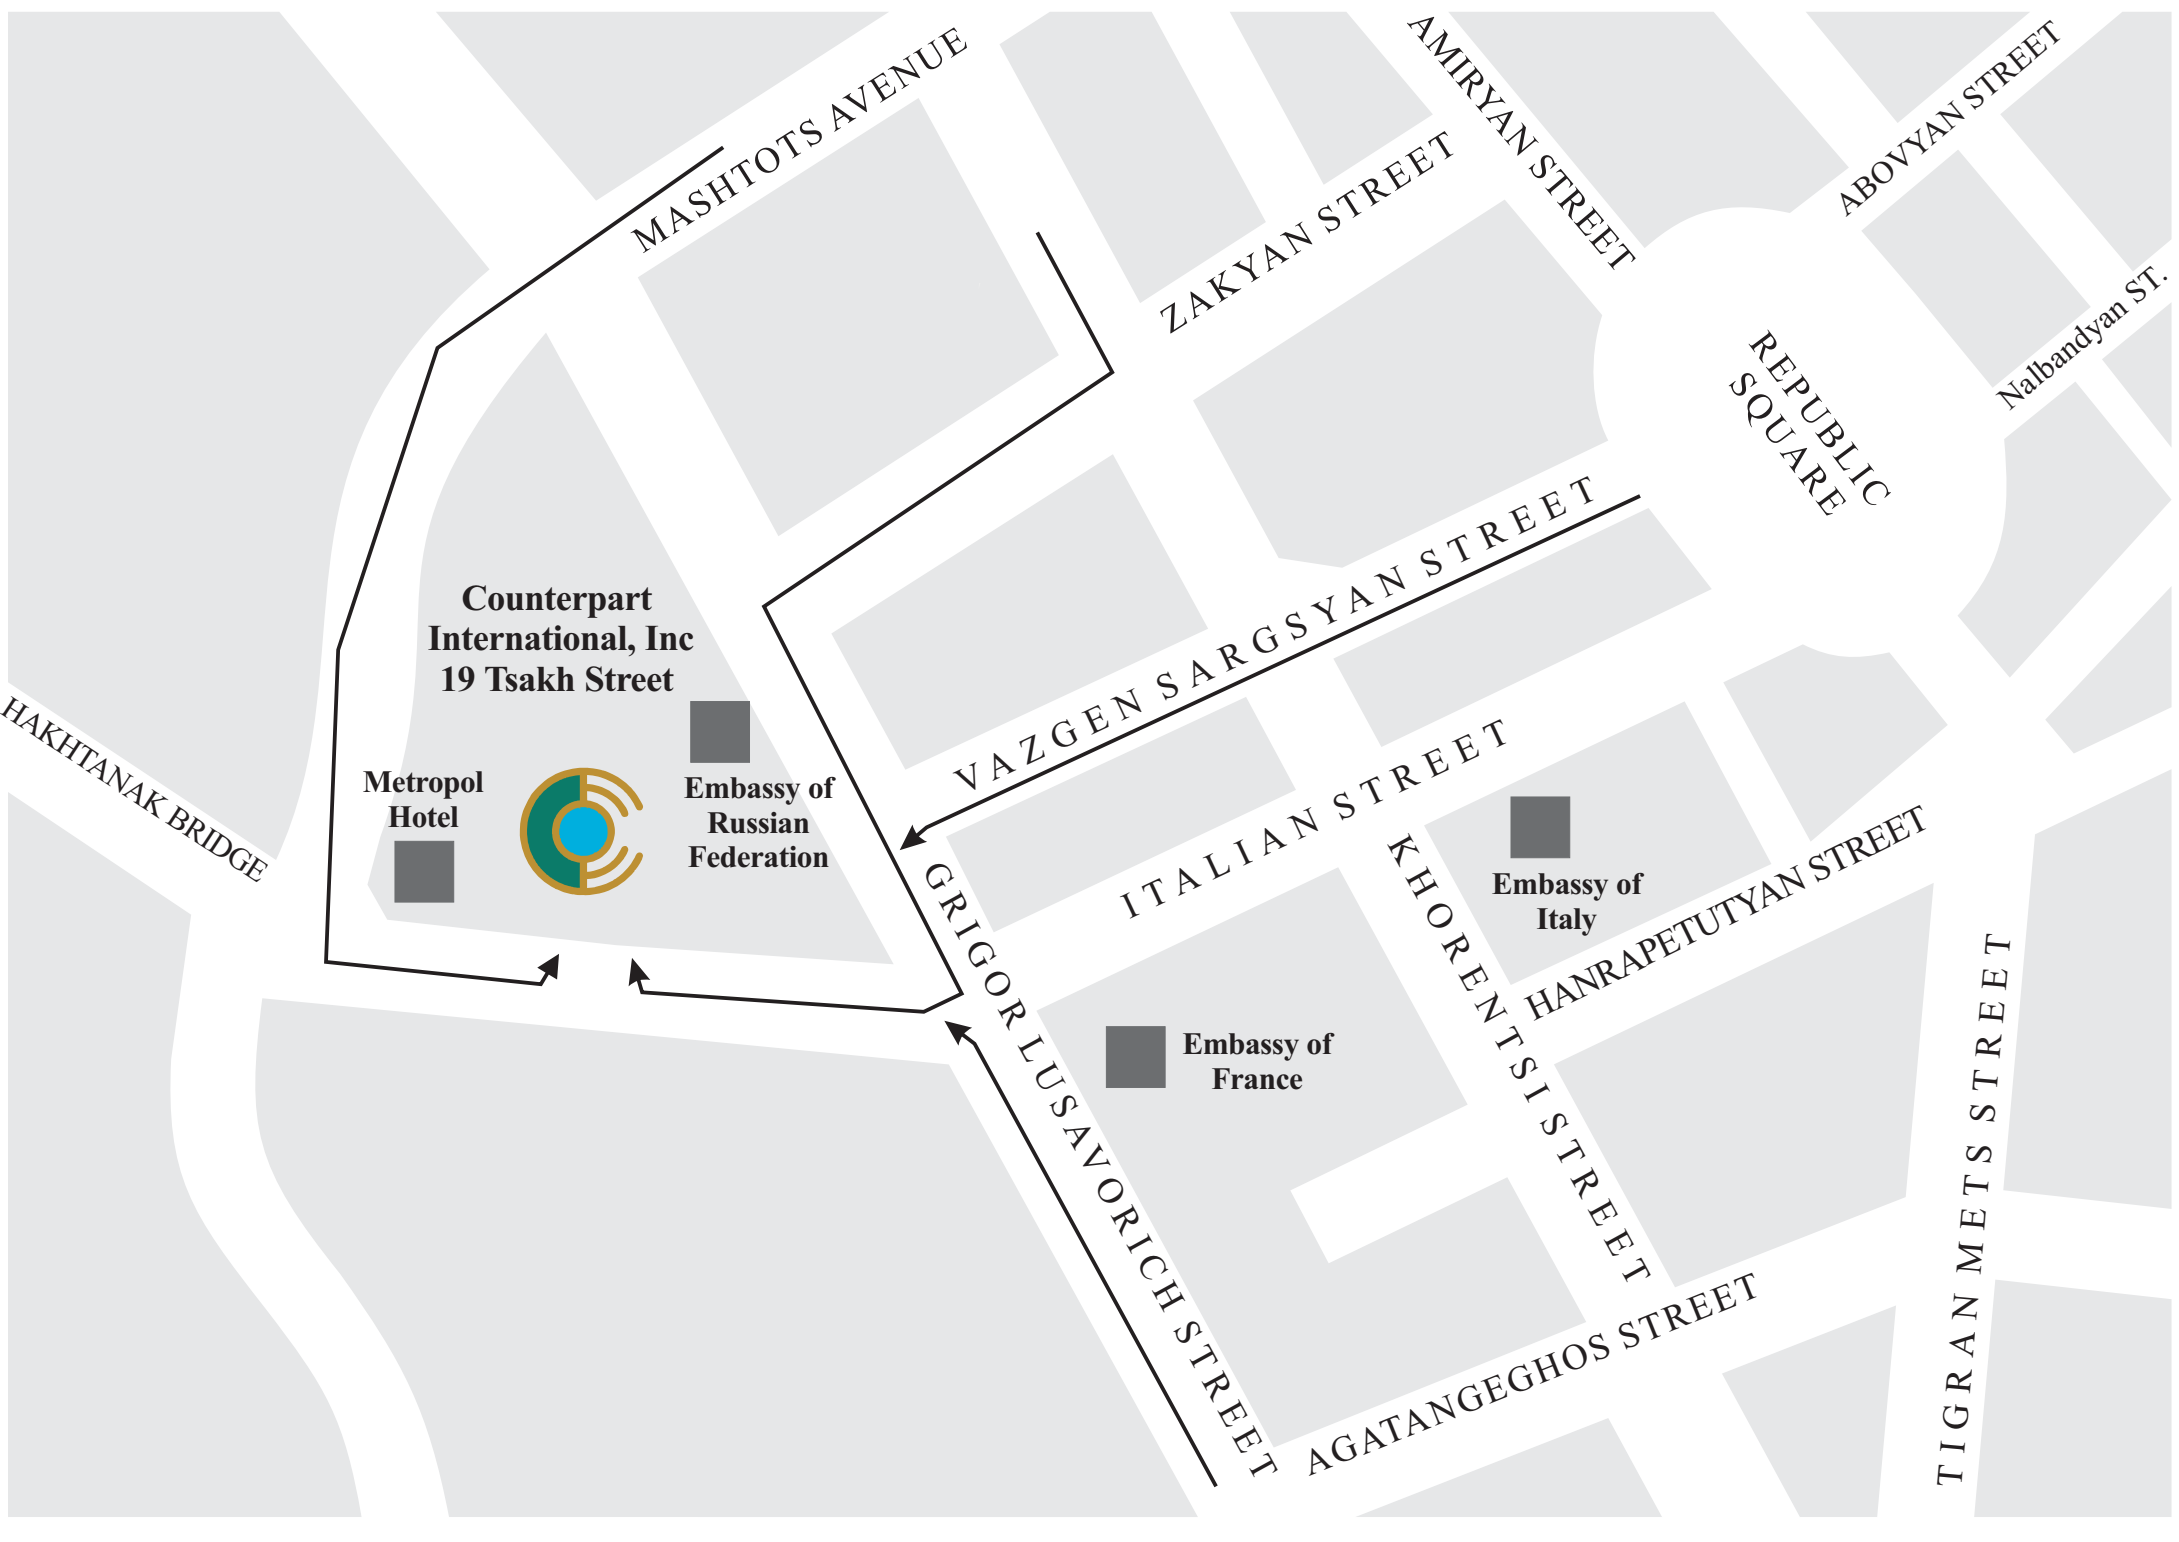 MASHTOTS AVENUE
AMIRYAN STREET
ABOVYAN STREET
ZAKYAN STREET
Nalbandyan ST.
REPUBLIC
SQUARE
VAZGEN SARGSYAN STREET
Counterpart
International, Inc
19 Tsakh Street
HAKHTANAK BRIDGE
Metropol
Hotel
Embassy of
Russian
Federation
ITALIAN STREET
GRIGOR LUSAVORICH STREET
KHORENTSI STREET
Embassy of
Italy
HANRAPETUTYAN STREET
Embassy of
France
TIGRAN METS STREET
AGATANGEGHOS STREET